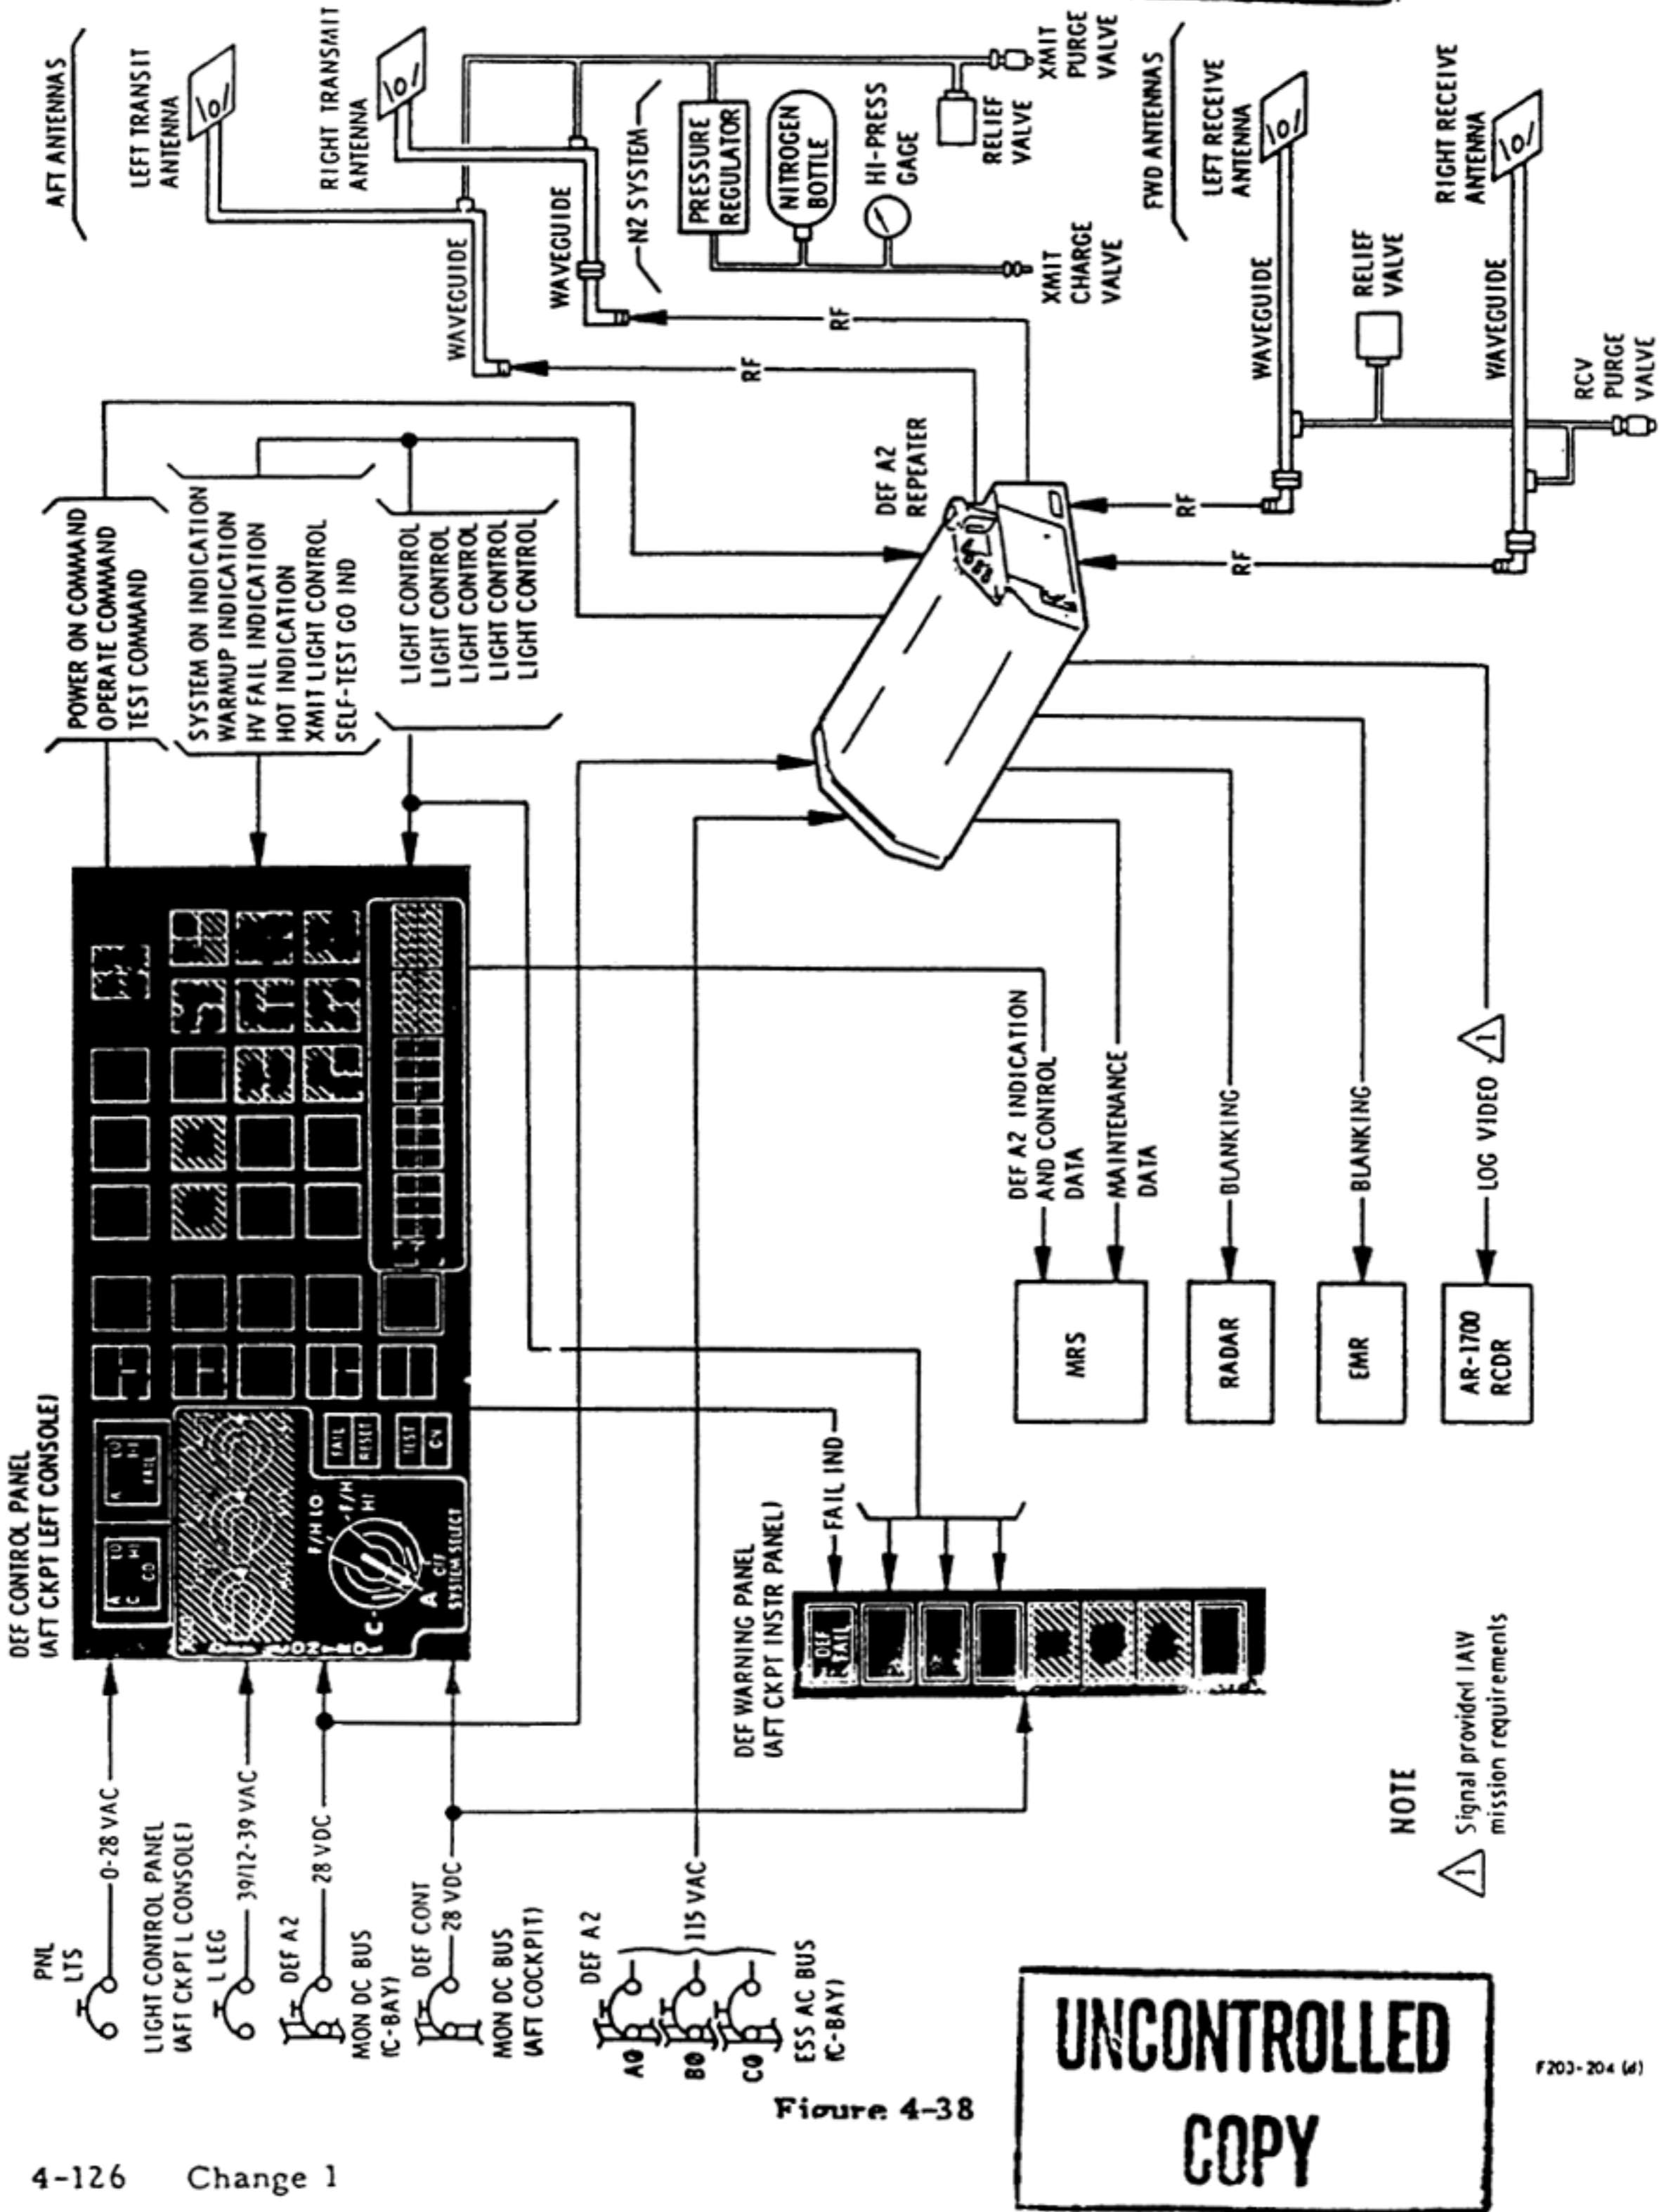 AFT ANTENNAS
LEFT TRANSIT
ANTENNA
RIGHT TRANSMIT
ANTENNA
WAVEGUIDE
WAVEGUIDE
N2 SYSTEM
PRESSURE
REGULATOR
NITROGEN
BOTTLE
HI-PRESS
GAGE
RELIEF
VALVE
XMIT
PURGE
VALVE
XMIT
CHARGE
VALVE
FWD ANTENNAS
LEFT RECEIVE
ANTENNA
RIGHT RECEIVE
ANTENNA
WAVEGUIDE
WAVEGUIDE
RELIEF
VALVE
RCV
PURGE
VALVE
RF
RF
RF
RF
DEF A2
REPEATER
POWER ON COMMAND
OPERATE COMMAND
TEST COMMAND
SYSTEM ON INDICATION
WARMUP INDICATION
HV FAIL INDICATION
HOT INDICATION
XMIT LIGHT CONTROL
SELF-TEST GO IND
LIGHT CONTROL
LIGHT CONTROL
LIGHT CONTROL
LIGHT CONTROL
LIGHT CONTROL
DEF CONTROL PANEL
(AFT CKPT LEFT CONSOLE)
A
C
LO
HI
GO
A
LO
HI
FAIL
F/H LO
F/H
HI
C
A
OFF
SYSTEM SELECT
FAIL
RESET
TEST
ON
DEF A2 INDICATION
AND CONTROL
DATA
MAINTENANCE
DATA
BLANKING
BLANKING
LOG VIDEO
1
MRS
RADAR
EMR
AR-1700
RCDR
FAIL IND
DEF WARNING PANEL
(AFT CKPT INSTR PANEL)
DEF
FAIL
PNL
LTS
0-28 VAC
LIGHT CONTROL PANEL
(AFT CKPT L CONSOLE)
L LEG
39/12-39 VAC
DEF A2
28 VDC
MON DC BUS
(C-BAY)
DEF CONT
28 VDC
MON DC BUS
(AFT COCKPIT)
DEF A2
AØ
BØ
CØ
115 VAC
ESS AC BUS
(C-BAY)
NOTE
1
Signal provided IAW
mission requirements
UNCONTROLLED
COPY
F203-204 (d)
Figure 4-38
4-126 Change 1